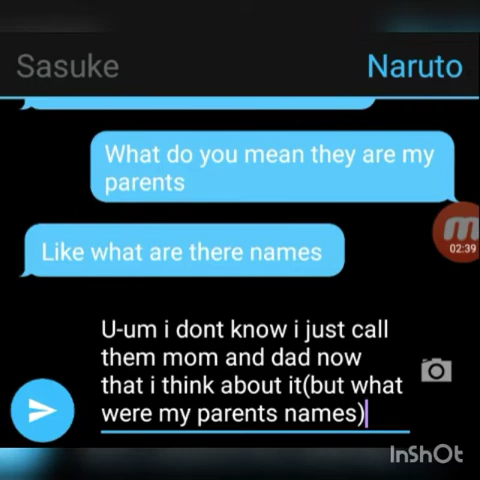 Sasuke
Naruto
What do you mean they are my
parents
Like what are there names
02:39
U-um i dont know i just call
them mom and dad now
that i think about it(but what
were my parents names)
InShOt